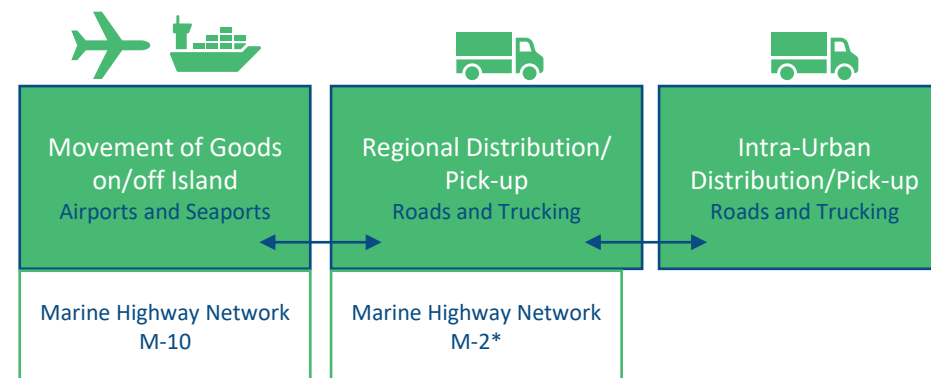 Movement of Goods
on/off Island
Airports and Seaports
Regional Distribution/
Pick-up
Roads and Trucking
Intra-Urban
Distribution/Pick-up
Roads and Trucking
Marine Highway Network
M-10
Marine Highway Network
M-2*